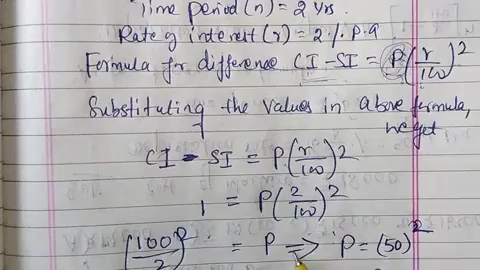 Time period (n) = 2 Yrs.
Rate of interest (r) = 2 %. P.a
Formula for difference CI - SI = P(r/100)^2
Substituting the values in above formula,
we get
CI - SI = P.(r/100)^2
1 = P(2/100)^2
(100/2)^2 = P => P = (50)^2